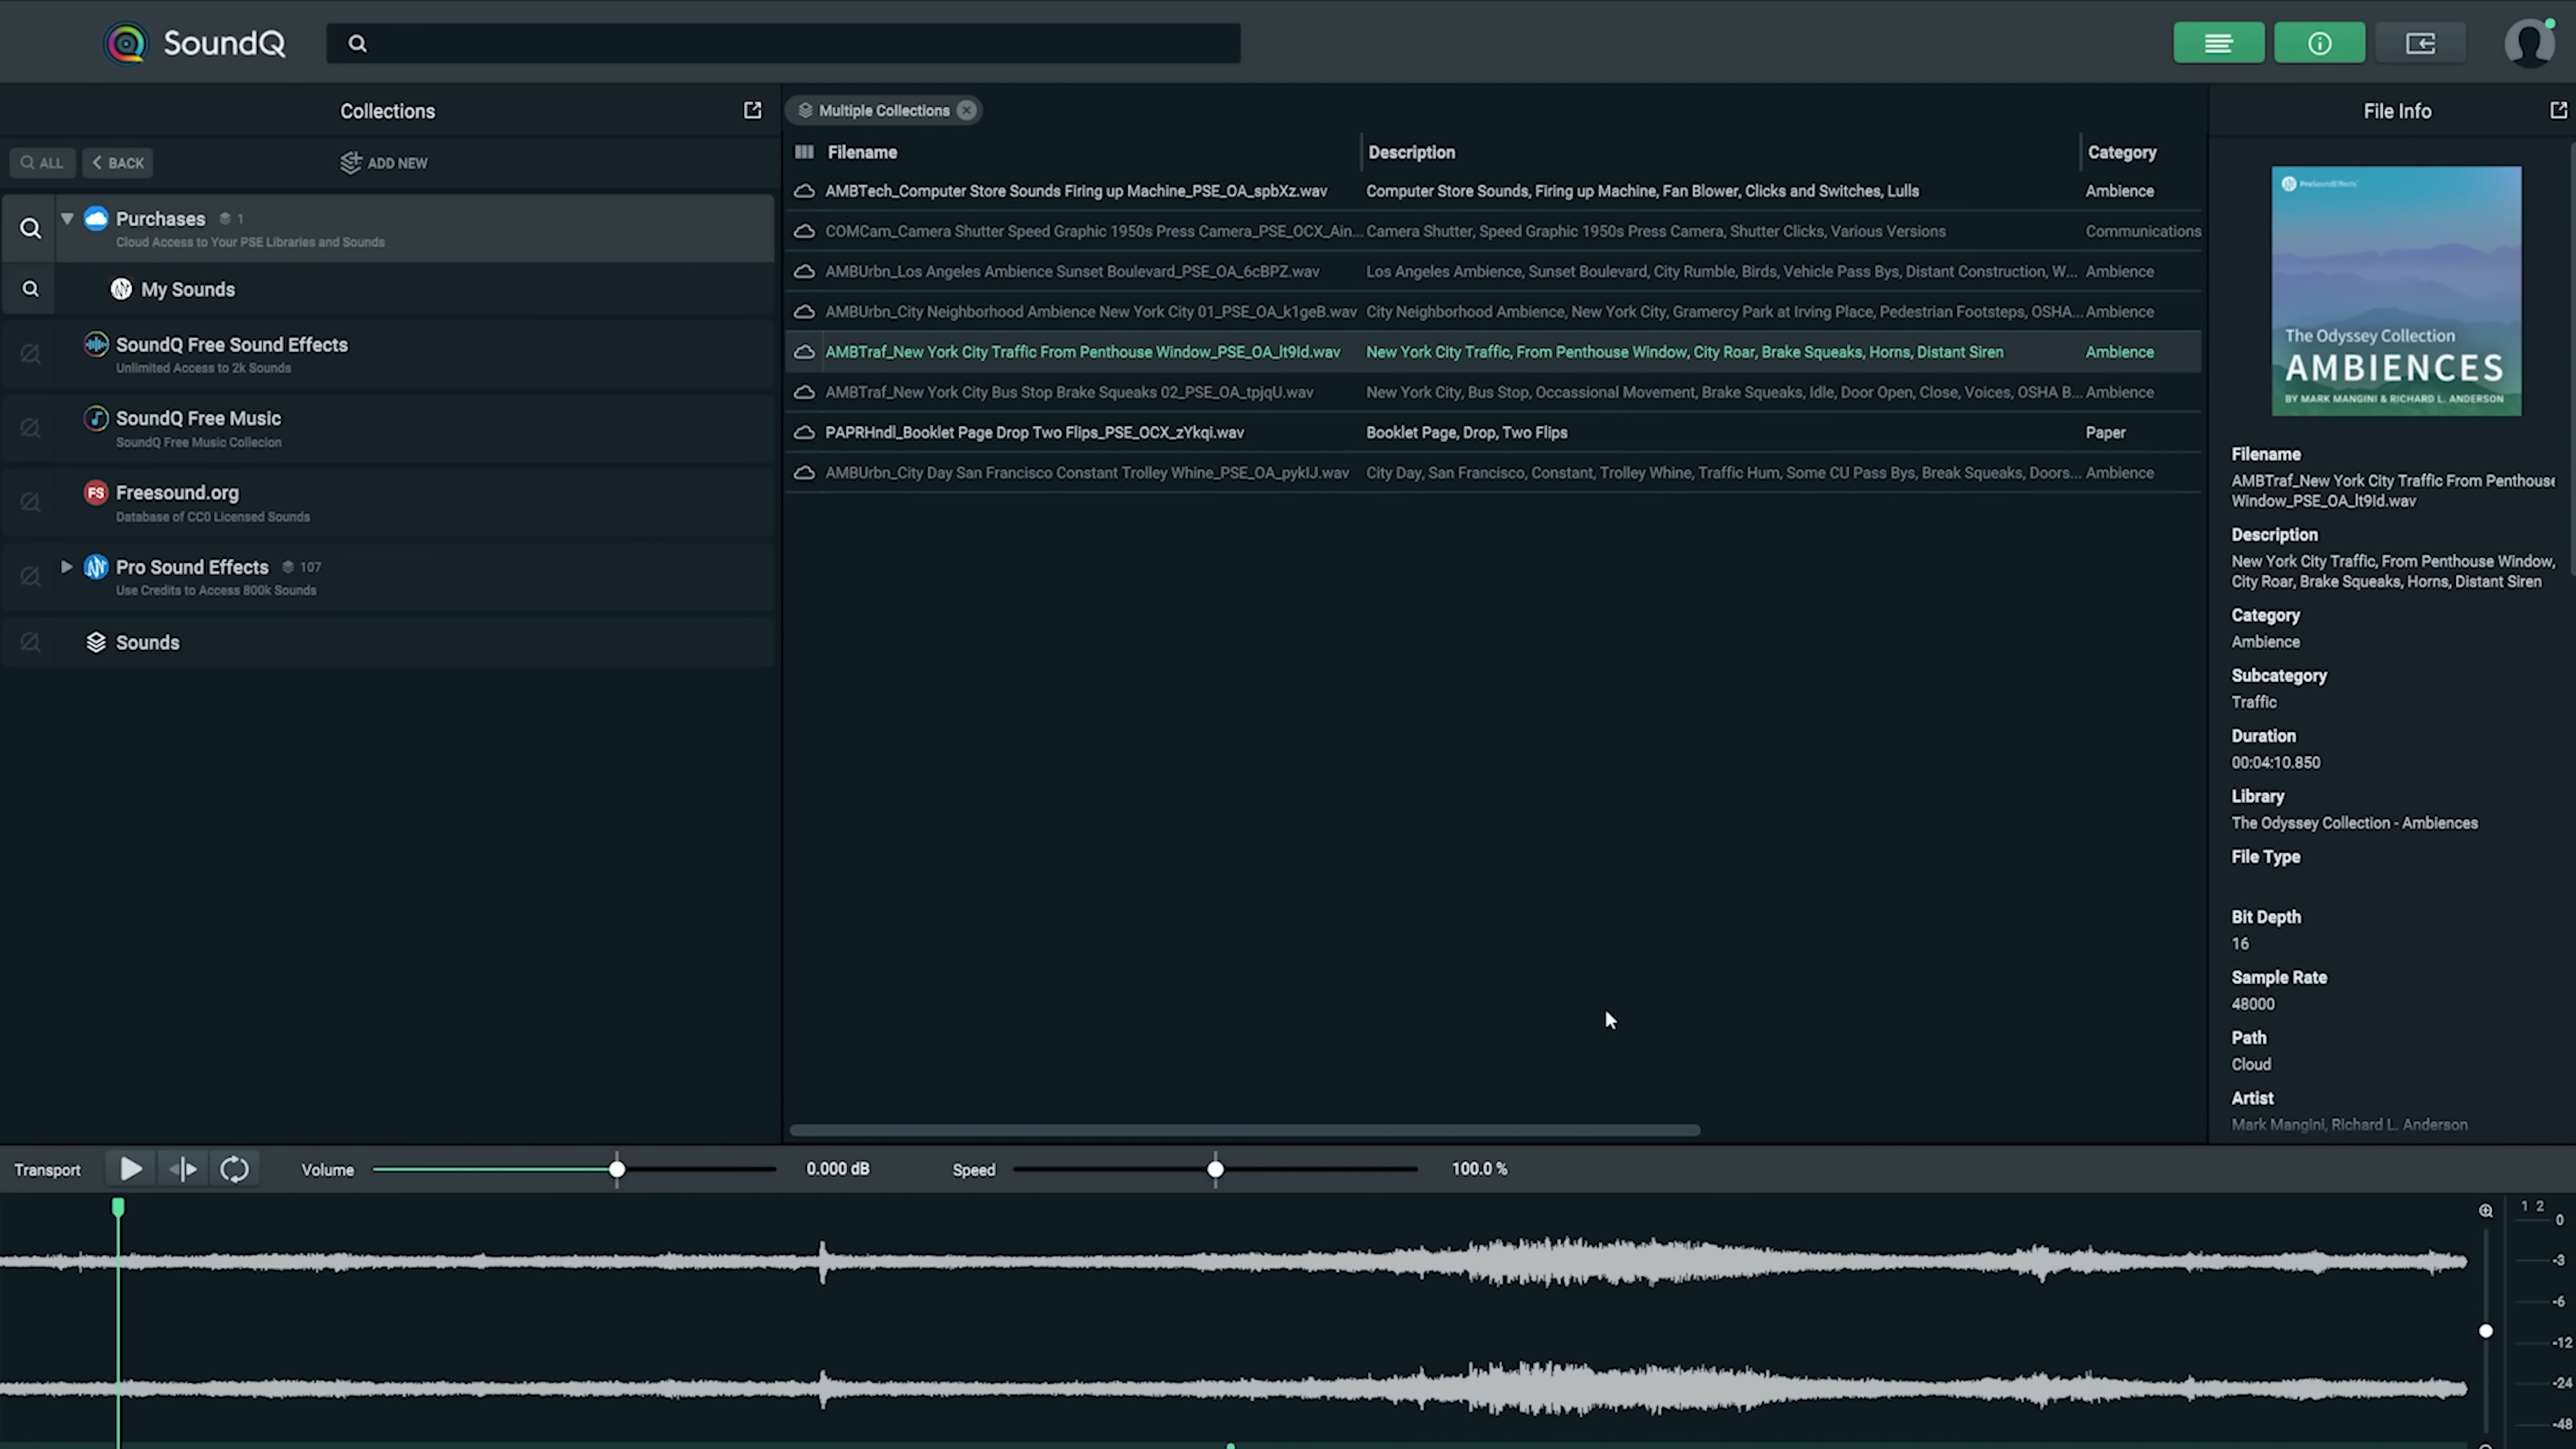 SoundQ
Collections
ALL
BACK
ADD NEW
Purchases 1
Cloud Access to Your PSE Libraries and Sounds
My Sounds
SoundQ Free Sound Effects
Unlimited Access to 2k Sounds
SoundQ Free Music
SoundQ Free Music Collecion
FS
Freesound.org
Database of CC0 Licensed Sounds
Pro Sound Effects 107
Use Credits to Access 800k Sounds
Sounds
Multiple Collections
Filename Description Category
AMBTech_Computer Store Sounds Firing up Machine_PSE_OA_spbXz.wav Computer Store Sounds, Firing up Machine, Fan Blower, Clicks and Switches, Lulls Ambience
COMCam_Camera Shutter Speed Graphic 1950s Press Camera_PSE_OCX_Ain... Camera Shutter, Speed Graphic 1950s Press Camera, Shutter Clicks, Various Versions Communications
AMBUrbn_Los Angeles Ambience Sunset Boulevard_PSE_OA_6cBPZ.wav Los Angeles Ambience, Sunset Boulevard, City Rumble, Birds, Vehicle Pass Bys, Distant Construction, W... Ambience
AMBUrbn_City Neighborhood Ambience New York City 01_PSE_OA_k1geB.wav City Neighborhood Ambience, New York City, Gramercy Park at Irving Place, Pedestrian Footsteps, OSHA... Ambience
AMBTraf_New York City Traffic From Penthouse Window_PSE_OA_lt9Id.wav New York City Traffic, From Penthouse Window, City Roar, Brake Squeaks, Horns, Distant Siren Ambience
AMBTraf_New York City Bus Stop Brake Squeaks 02_PSE_OA_tpjqU.wav New York City, Bus Stop, Occassional Movement, Brake Squeaks, Idle, Door Open, Close, Voices, OSHA B... Ambience
PAPRHndl_Booklet Page Drop Two Flips_PSE_OCX_zYkqi.wav Booklet Page, Drop, Two Flips Paper
AMBUrbn_City Day San Francisco Constant Trolley Whine_PSE_OA_pykIJ.wav City Day, San Francisco, Constant, Trolley Whine, Traffic Hum, Some CU Pass Bys, Break Squeaks, Doors... Ambience
File Info
ProSoundEffects
The Odyssey Collection
AMBIENCES
BY MARK MANGINI & RICHARD L. ANDERSON
Filename
AMBTraf_New York City Traffic From Penthouse
Window_PSE_OA_lt9Id.wav
Description
New York City Traffic, From Penthouse Window,
City Roar, Brake Squeaks, Horns, Distant Siren
Category
Ambience
Subcategory
Traffic
Duration
00:04:10.850
Library
The Odyssey Collection - Ambiences
File Type
Bit Depth
16
Sample Rate
48000
Path
Cloud
Artist
Mark Mangini, Richard L. Anderson
Transport Volume 0.000 dB Speed 100.0 %
1 2
0
-3
-6
-12
-24
-48